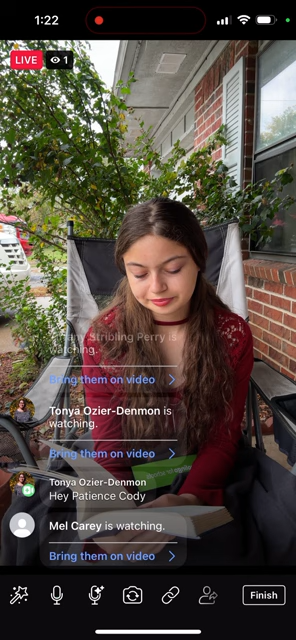 1:22
LIVE 1
Stribling Perry is
watching.
Bring them on video
Tonya Ozier-Denmon is
watching.
Bring them on video
Tonya Ozier-Denmon
Hey Patience Cody
Mel Carey is watching.
Bring them on video
Finish